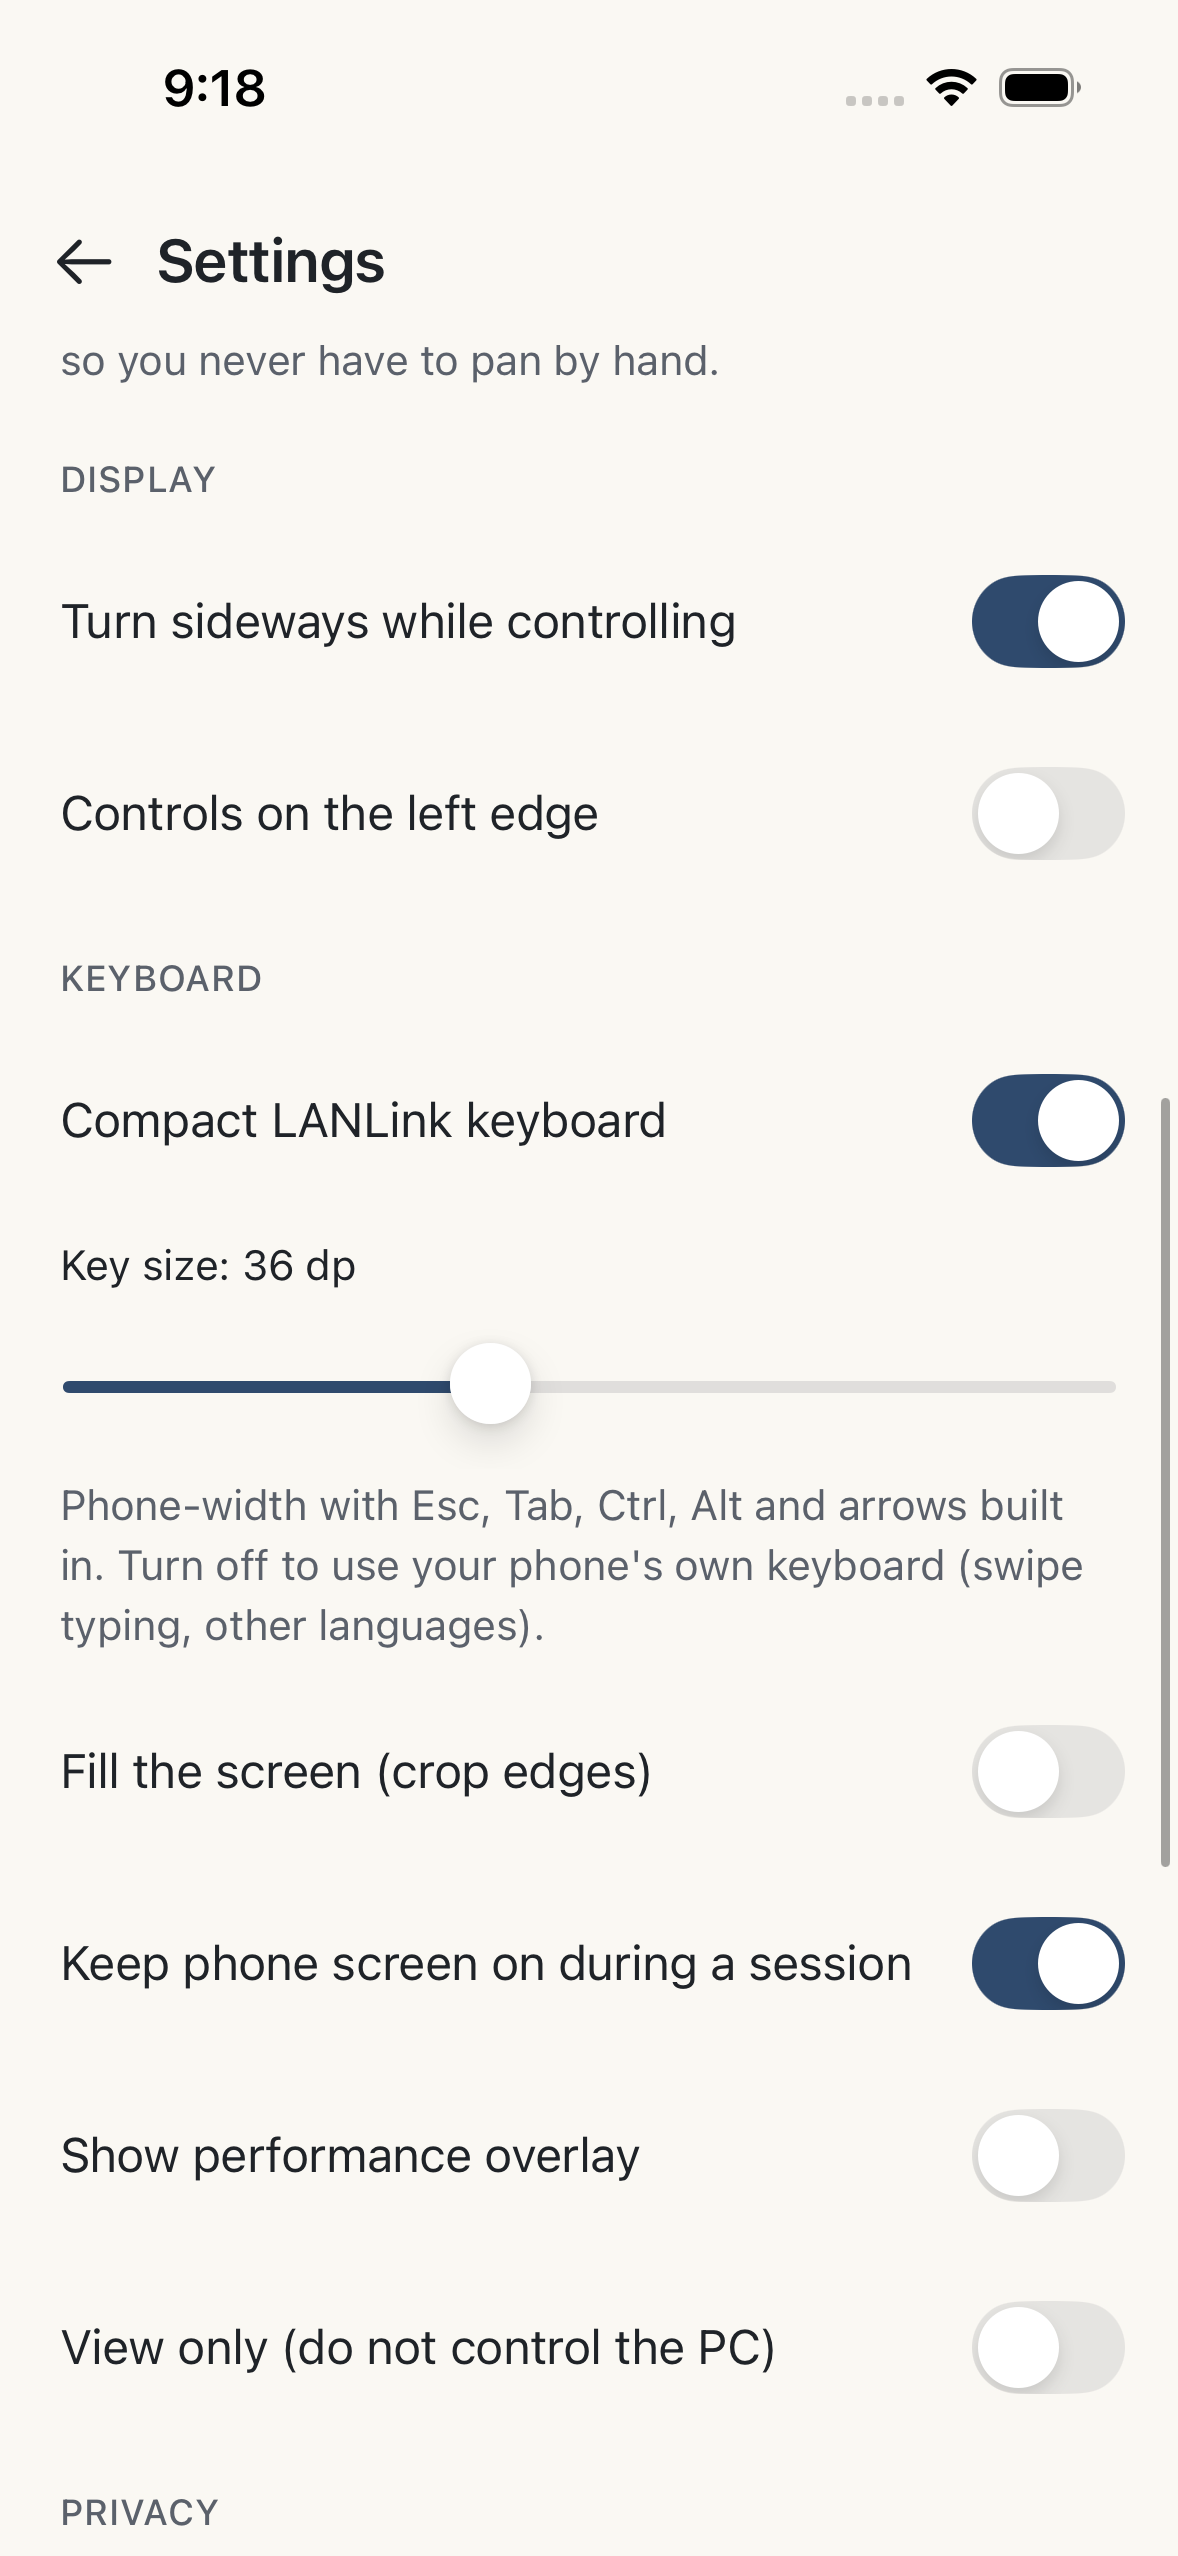 9:18
Settings
so you never have to pan by hand.
DISPLAY
Turn sideways while controlling
Controls on the left edge
KEYBOARD
Compact LANLink keyboard
Key size: 36 dp
Phone-width with Esc, Tab, Ctrl, Alt and arrows built
in. Turn off to use your phone's own keyboard (swipe
typing, other languages).
Fill the screen (crop edges)
Keep phone screen on during a session
Show performance overlay
View only (do not control the PC)
PRIVACY